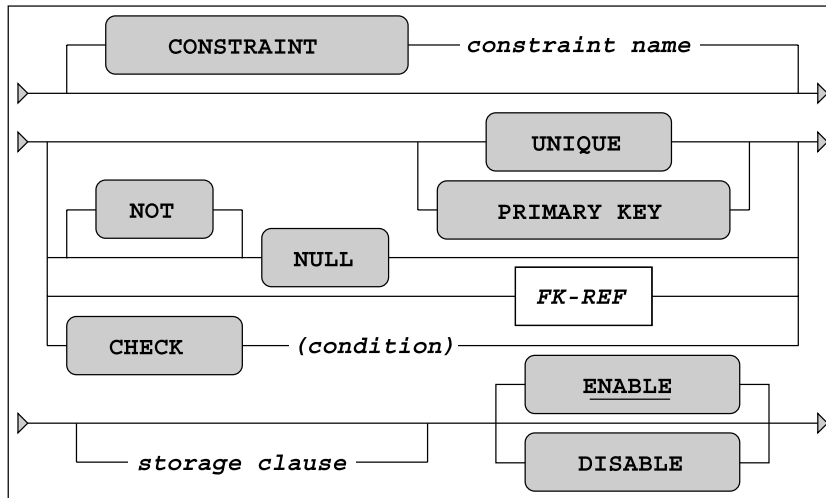 CONSTRAINT constraint name
UNIQUE
PRIMARY KEY
NOT
NULL
FK-REF
CHECK (condition)
ENABLE
storage clause
DISABLE